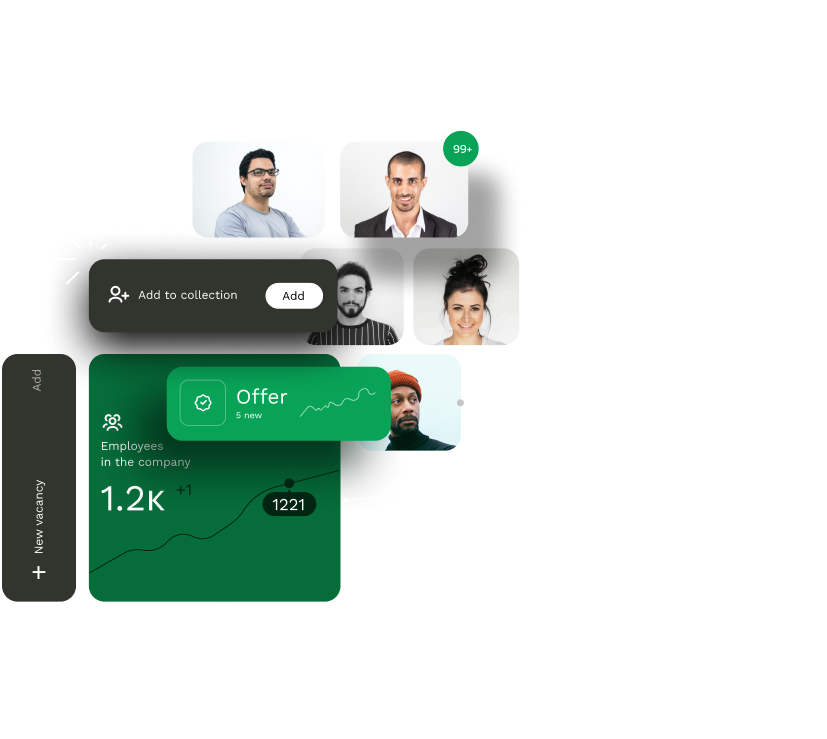 99+
Add to collection
Add
Add
New vacancy
+
Offer
5 new
Employees
in the company
1.2K
+1
1221